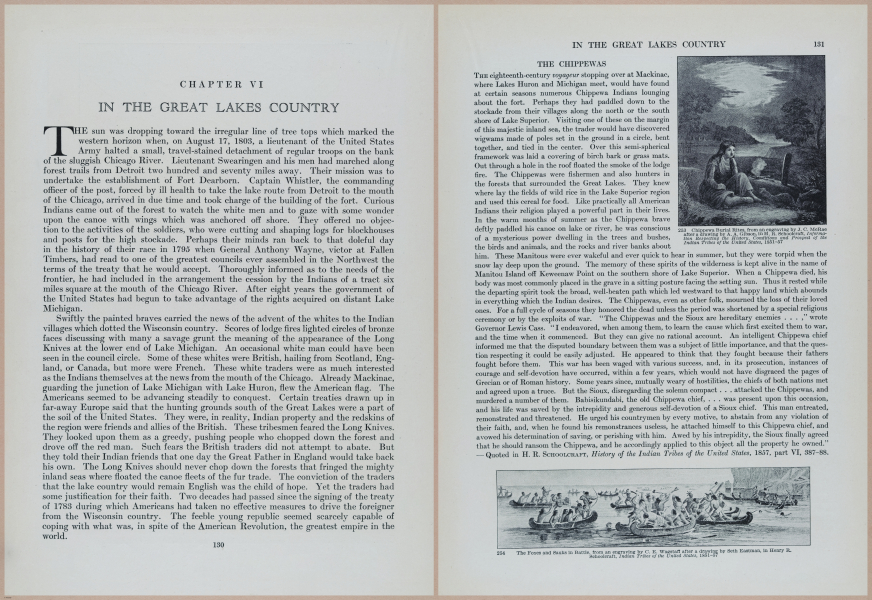 CHAPTER VI
IN THE GREAT LAKES COUNTRY
THE sun was dropping toward the irregular line of tree tops which marked the
western horizon when, on August 17, 1803, a lieutenant of the United States
Army halted a small, travel-stained detachment of regular troops on the bank
of the sluggish Chicago River. Lieutenant Swearingen and his men had marched along
forest trails from Detroit two hundred and seventy miles away. Their mission was to
undertake the establishment of Fort Dearborn. Captain Whistler, the commanding
officer of the post, forced by ill health to take the lake route from Detroit to the mouth
of the Chicago, arrived in due time and took charge of the building of the fort. Curious
Indians came out of the forest to watch the white men and to gaze with some wonder
upon the canoe with wings which was anchored off shore. They offered no objec-
tion to the activities of the soldiers, who were cutting and shaping logs for blockhouses
and posts for the high stockade. Perhaps their minds ran back to that doleful day
in the history of their race in 1795 when General Anthony Wayne, victor at Fallen
Timbers, had read to one of the greatest councils ever assembled in the Northwest the
terms of the treaty that he would accept. Thoroughly informed as to the needs of the
frontier, he had included in the arrangement the cession by the Indians of a tract six
miles square at the mouth of the Chicago River. After eight years the government of
the United States had begun to take advantage of the rights acquired on distant Lake
Michigan.
Swiftly the painted braves carried the news of the advent of the whites to the Indian
villages which dotted the Wisconsin country. Scores of lodge fires lighted circles of bronze
faces discussing with many a savage grunt the meaning of the appearance of the Long
Knives at the lower end of Lake Michigan. An occasional white man could have been
seen in the council circle. Some of these whites were British, hailing from Scotland, Eng-
land, or Canada, but more were French. These white traders were as much interested
as the Indians themselves at the news from the mouth of the Chicago. Already Mackinac,
guarding the junction of Lake Michigan with Lake Huron, flew the American flag. The
Americans seemed to be advancing steadily to conquest. Certain treaties drawn up in
far-away Europe said that the hunting grounds south of the Great Lakes were a part
of the soil of the United States. They were, in reality, Indian property and the redskins of
the region were friends and allies of the British. These tribesmen feared the Long Knives.
They looked upon them as a greedy, pushing people who chopped down the forest and
drove off the red man. Such fears the British traders did not attempt to abate. But
they told their Indian friends that one day the Great Father in England would take back
his own. The Long Knives should never chop down the forests that fringed the mighty
inland seas where floated the canoe fleets of the fur trade. The conviction of the traders
that the lake country would remain English was the child of hope. Yet the traders had
some justification for their faith. Two decades had passed since the signing of the treaty
of 1783 during which Americans had taken no effective measures to drive the foreigner
from the Wisconsin country. The feeble young republic seemed scarcely capable of
coping with what was, in spite of the American Revolution, the greatest empire in the
world.
130
IN THE GREAT LAKES COUNTRY 131
THE CHIPPEWAS
THE eighteenth-century voyageur stopping over at Mackinac,
where Lakes Huron and Michigan meet, would have found
at certain seasons numerous Chippewa Indians lounging
about the fort. Perhaps they had paddled down to the
stockade from their villages along the north or the south
shore of Lake Superior. Visiting one of these on the margin
of this majestic inland sea, the trader would have discovered
wigwams made of poles set in the ground in a circle, bent
together, and tied in the center. Over this semi-spherical
framework was laid a covering of birch bark or grass mats.
Out through a hole in the roof floated the smoke of the lodge
fire. The Chippewas were fishermen and also hunters in
the forests that surrounded the Great Lakes. They knew
where lay the fields of wild rice in the Lake Superior region
and used this cereal for food. Like practically all American
Indians their religion played a powerful part in their lives.
In the warm months of summer as the Chippewa brave
deftly paddled his canoe on lake or river, he was conscious
of a mysterious power dwelling in the trees and bushes,
the birds and animals, and the rocks and river banks about
him. These Manitous were ever wakeful and ever quick to hear in summer, but they were torpid when the
snow lay deep upon the ground. The memory of these spirits of the wilderness is kept alive in the name of
Manitou Island off Keweenaw Point on the southern shore of Lake Superior. When a Chippewa died, his
body was most commonly placed in the grave in a sitting posture facing the setting sun. Thus it rested while
the departing spirit took the broad, well-beaten path which led westward to that happy land which abounds
in everything which the Indian desires. The Chippewas, even as other folk, mourned the loss of their loved
ones. For a full cycle of seasons they honored the dead unless the period was shortened by a special religious
ceremony or by the exploits of war. "The Chippewas and the Sioux are hereditary enemies . . . ," wrote
Governor Lewis Cass. "I endeavored, when among them, to learn the cause which first excited them to war,
and the time when it commenced. But they can give no rational account. An intelligent Chippewa chief
informed me that the disputed boundary between them was a subject of little importance, and that the ques-
tion respecting it could be easily adjusted. He appeared to think that they fought because their fathers
fought before them. This war has been waged with various success, and, in its prosecution, instances of
courage and self-devotion have occurred, within a few years, which would not have disgraced the pages of
Grecian or of Roman history. Some years since, mutually weary of hostilities, the chiefs of both nations met
and agreed upon a truce. But the Sioux, disregarding the solemn compact . . . attacked the Chippewas, and
murdered a number of them. Babisikundabi, the old Chippewa chief, . . . was present upon this occasion,
and his life was saved by the intrepidity and generous self-devotion of a Sioux chief. This man entreated,
remonstrated and threatened. He urged his countrymen by every motive, to abstain from any violation of
their faith, and, when he found his remonstrances useless, he attached himself to this Chippewa chief, and
avowed his determination of saving, or perishing with him. Awed by his intrepidity, the Sioux finally agreed
that he should ransom the Chippewa, and he accordingly applied to this object all the property he owned."
— Quoted in H. R. SCHOOLCRAFT, History of the Indian Tribes of the United States, 1857, part VI, 387–88.
253 Chippewa Burial Rites, from an engraving by J. C. McRae
after a drawing by A. A. Gibson, in H. R. Schoolcraft, Informa-
tion Respecting the History, Condition and Prospect of the
Indian Tribes of the United States, 1851–57
254 The Foxes and Sauks in Battle, from an engraving by C. E. Wagstaff after a drawing by Seth Eastman, in Henry R.
Schoolcraft, Indian Tribes of the United States, 1851–57